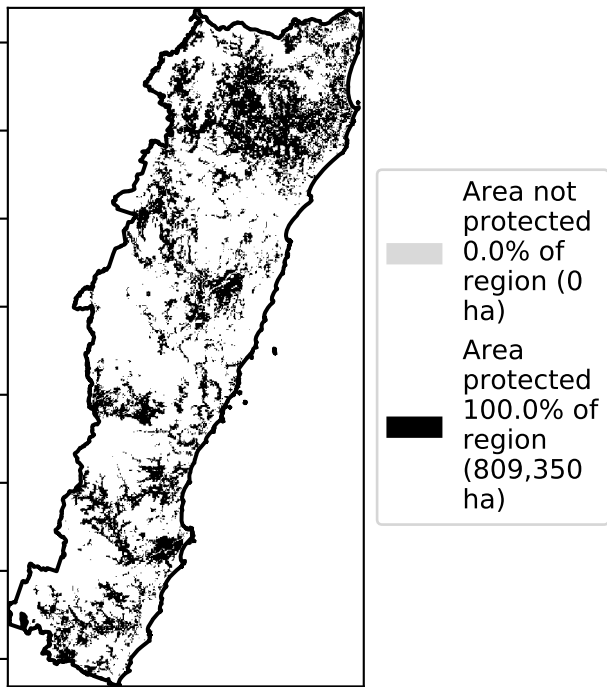 Area not
protected
0.0% of
region (0
ha)
Area
protected
100.0% of
region
(809,350
ha)